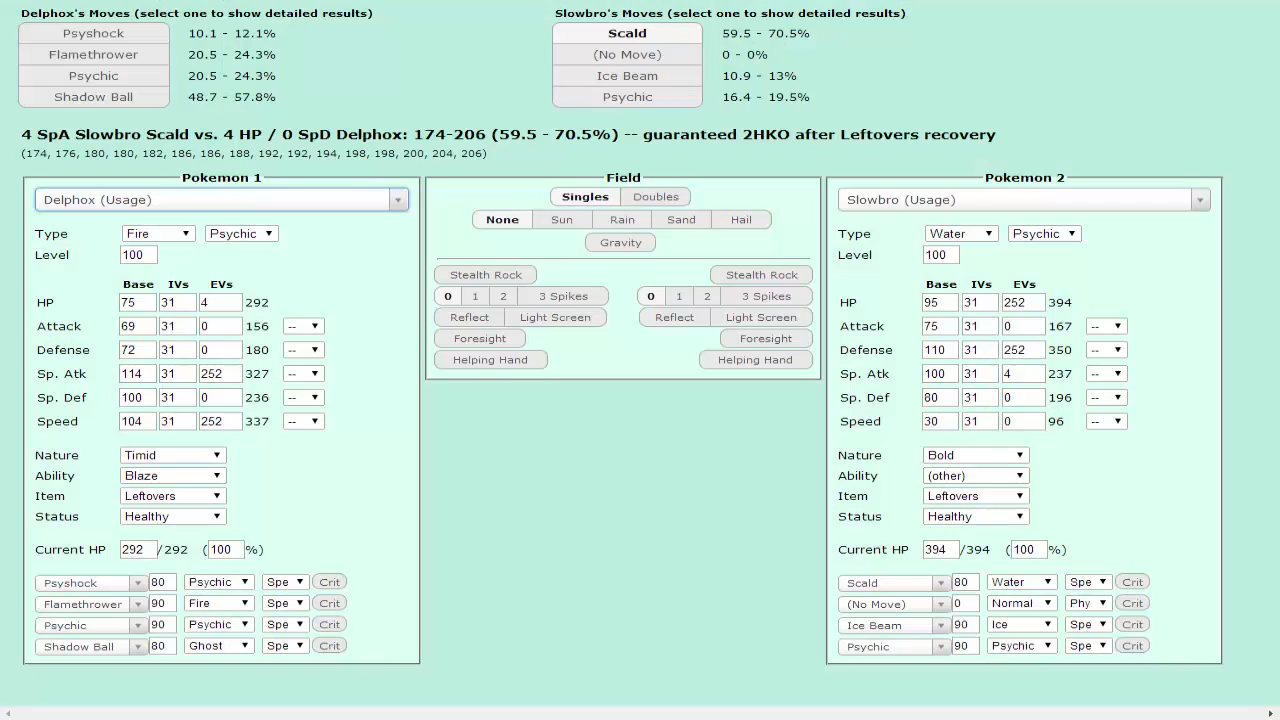 Delphox's Moves (select one to show detailed results)
Psyshock 10.1 - 12.1%
Flamethrower 20.5 - 24.3%
Psychic 20.5 - 24.3%
Shadow Ball 48.7 - 57.8%
Slowbro's Moves (select one to show detailed results)
Scald 59.5 - 70.5%
(No Move) 0 - 0%
Ice Beam 10.9 - 13%
Psychic 16.4 - 19.5%
4 SpA Slowbro Scald vs. 4 HP / 0 SpD Delphox: 174-206 (59.5 - 70.5%) -- guaranteed 2HKO after Leftovers recovery
(174, 176, 180, 180, 182, 186, 186, 188, 192, 192, 194, 198, 198, 200, 204, 206)
Pokemon 1
Delphox (Usage)
Type Fire Psychic
Level 100
Base IVs EVs
HP 75 31 4 292
Attack 69 31 0 156 --
Defense 72 31 0 180 --
Sp. Atk 114 31 252 327 --
Sp. Def 100 31 0 236 --
Speed 104 31 252 337 --
Nature Timid
Ability Blaze
Item Leftovers
Status Healthy
Current HP 292 /292 ( 100 %)
Psyshock 80 Psychic Spe Crit
Flamethrower 90 Fire Spe Crit
Psychic 90 Psychic Spe Crit
Shadow Ball 80 Ghost Spe Crit
Field
Singles Doubles
None Sun Rain Sand Hail
Gravity
Stealth Rock Stealth Rock
0 1 2 3 Spikes 0 1 2 3 Spikes
Reflect Light Screen Reflect Light Screen
Foresight Foresight
Helping Hand Helping Hand
Pokemon 2
Slowbro (Usage)
Type Water Psychic
Level 100
Base IVs EVs
HP 95 31 252 394
Attack 75 31 0 167 --
Defense 110 31 252 350 --
Sp. Atk 100 31 4 237 --
Sp. Def 80 31 0 196 --
Speed 30 31 0 96 --
Nature Bold
Ability (other)
Item Leftovers
Status Healthy
Current HP 394 /394 ( 100 %)
Scald 80 Water Spe Crit
(No Move) 0 Normal Phy Crit
Ice Beam 90 Ice Spe Crit
Psychic 90 Psychic Spe Crit